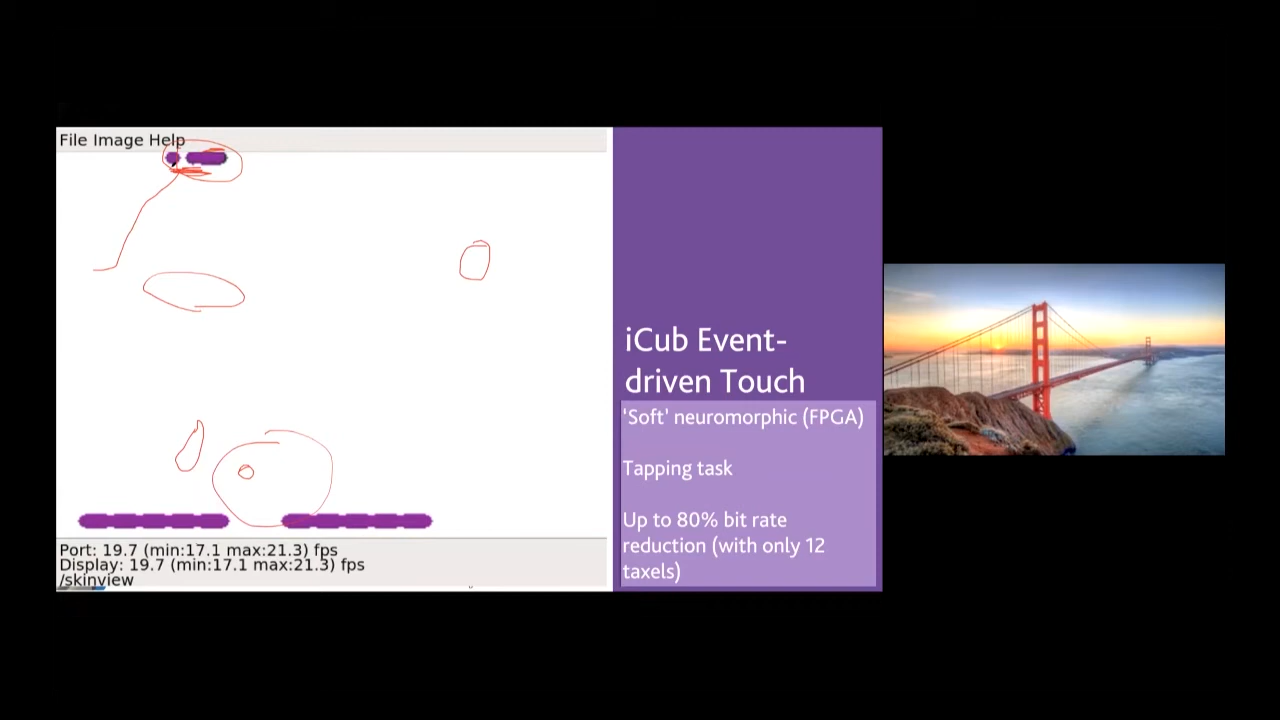 File Image Help
iCub Event-
driven Touch
'Soft' neuromorphic (FPGA)
Tapping task
Up to 80% bit rate
reduction (with only 12
taxels)
Port: 19.7 (min:17.1 max:21.3) fps
Display: 19.7 (min:17.1 max:21.3) fps
/skinview